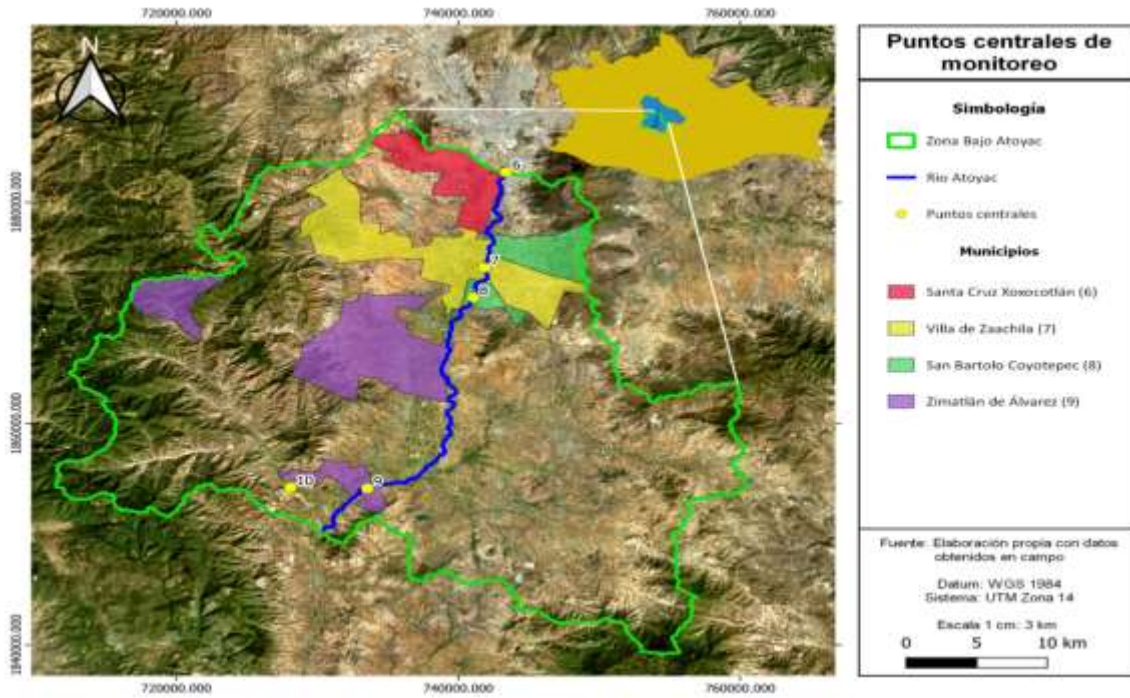 720000.000
740000.000
760000.000
N
1880000.000
1860000.000
1840000.000
6
7
8
10
9
720000.000
740000.000
760000.000
Puntos centrales de
monitoreo
Simbología
Zona Bajo Atoyac
Rio Atoyac
Puntos centrales
Municipios
Santa Cruz Xoxocotlán (6)
Villa de Zaachila (7)
San Bartolo Coyotepec (8)
Zimatlán de Álvarez (9)
Fuente: Elaboración propia con datos
obtenidos en campo
Datum: WGS 1984
Sistema: UTM Zona 14
Escala 1 cm: 3 km
0 5 10 km